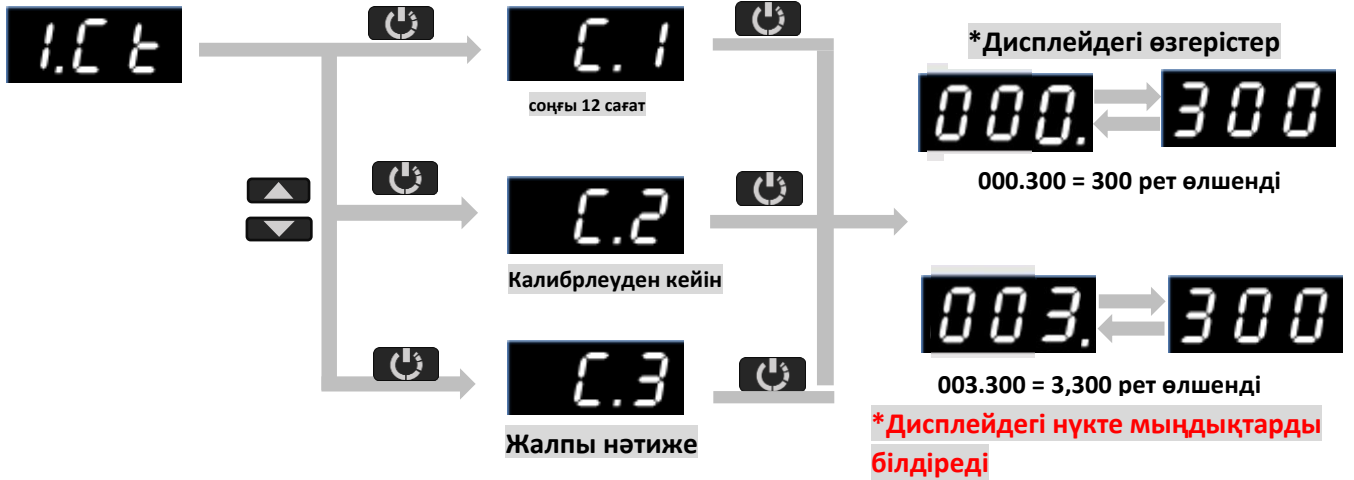 1.Ct
C.1
соңғы 12 сағат
C.2
Калибрлеуден кейін
C.3
Жалпы нәтиже
*Дисплейдегі өзгерістер
000. 300
000.300 = 300 рет өлшенді
003. 300
003.300 = 3,300 рет өлшенді
*Дисплейдегі нүкте мыңдықтарды
білдіреді